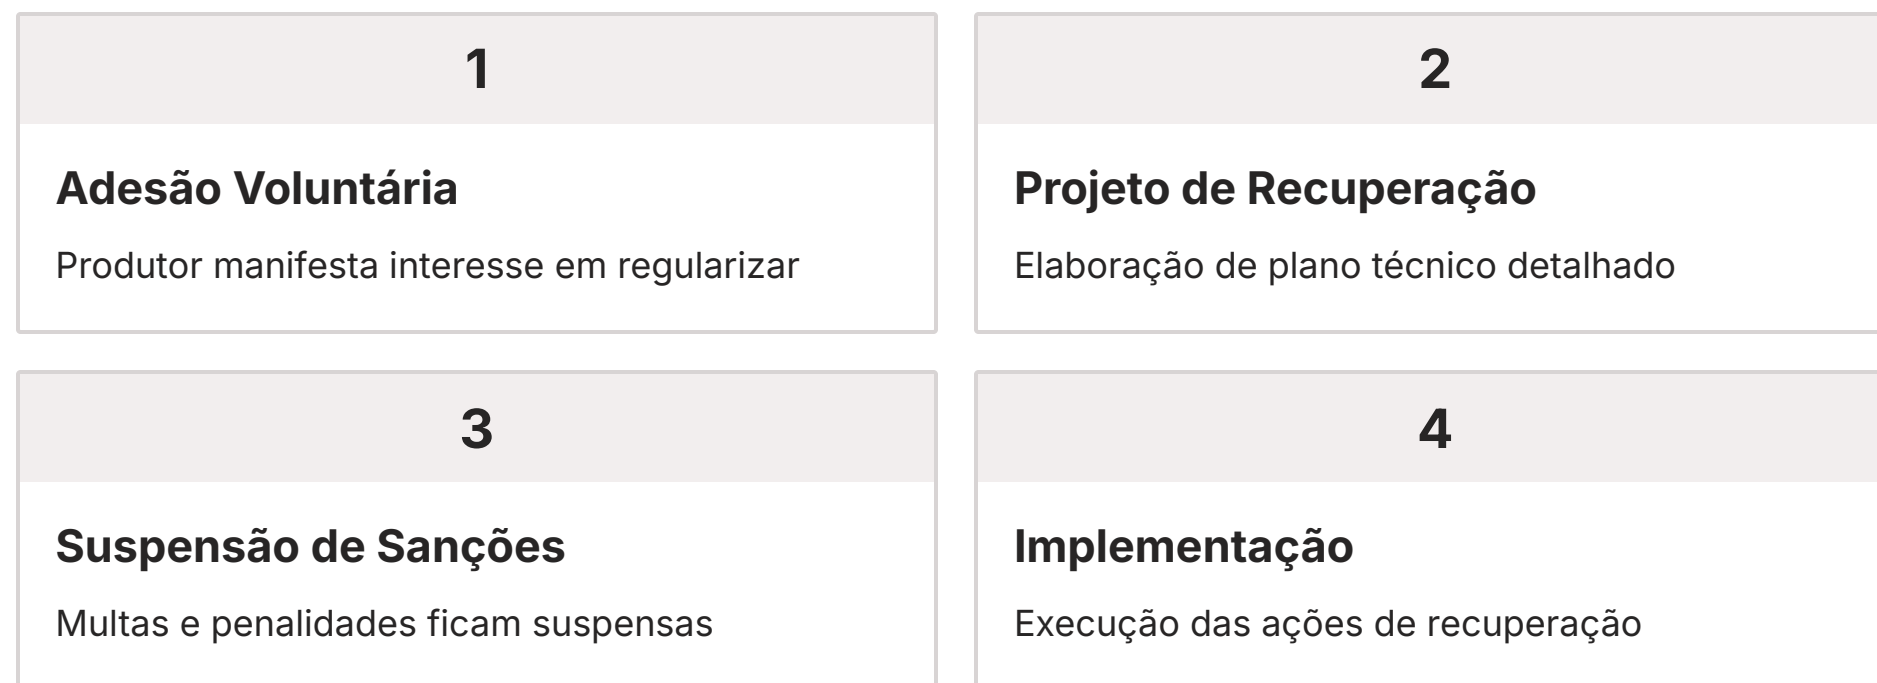 1
Adesão Voluntária
Produtor manifesta interesse em regularizar
2
Projeto de Recuperação
Elaboração de plano técnico detalhado
3
Suspensão de Sanções
Multas e penalidades ficam suspensas
4
Implementação
Execução das ações de recuperação